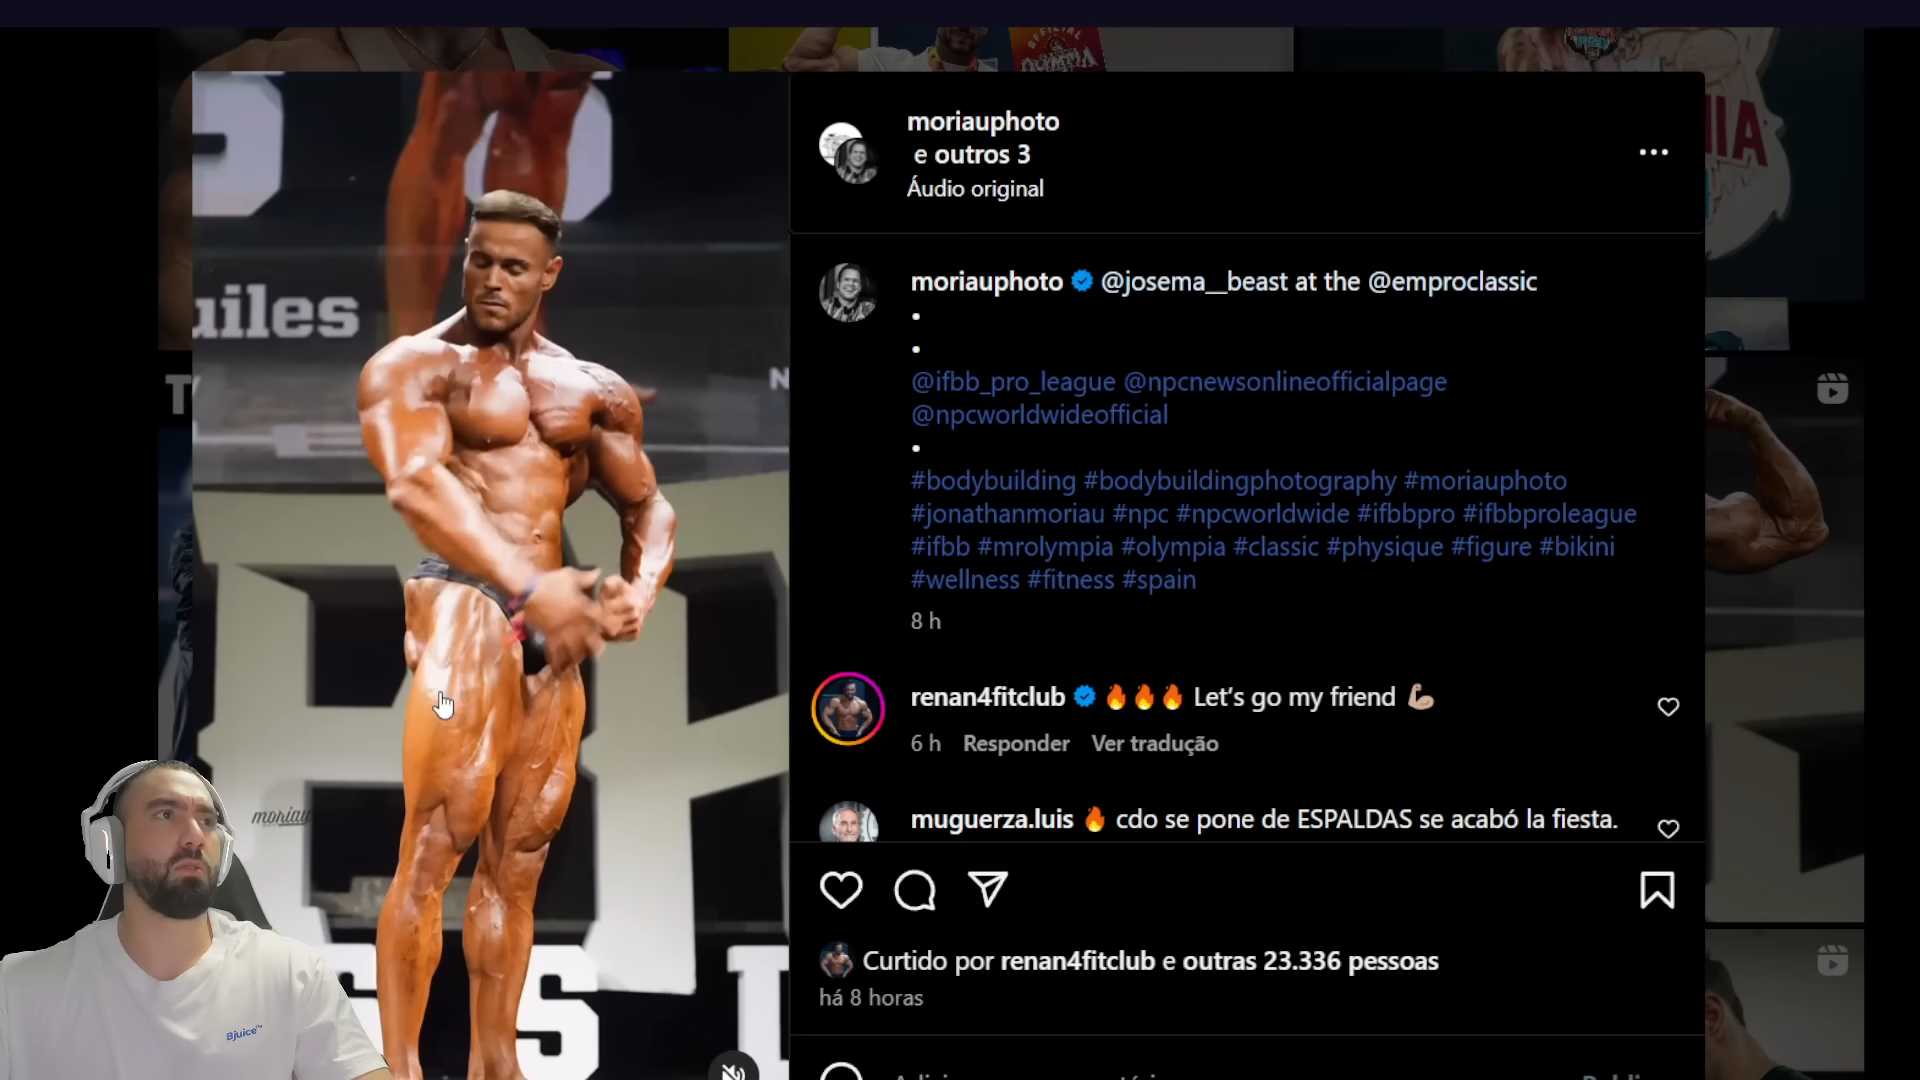 OFFICIAL
IA
uiles
T
N
moriau
Bjuice
moriauphoto
e outros 3
Áudio original
moriauphoto @josema__beast at the @emproclassic
•
•
@ifbb_pro_league @npcnewsonlineofficialpage
@npcworldwideofficial
•
#bodybuilding #bodybuildingphotography #moriauphoto
#jonathanmoriau #npc #npcworldwide #ifbbpro #ifbbproleague
#ifbb #mrolympia #olympia #classic #physique #figure #bikini
#wellness #fitness #spain
8 h
renan4fitclub 🔥🔥🔥 Let’s go my friend 💪🏼
6 h Responder Ver tradução
muguerza.luis 🔥 cdo se pone de ESPALDAS se acabó la fiesta.
Curtido por renan4fitclub e outras 23.336 pessoas
há 8 horas